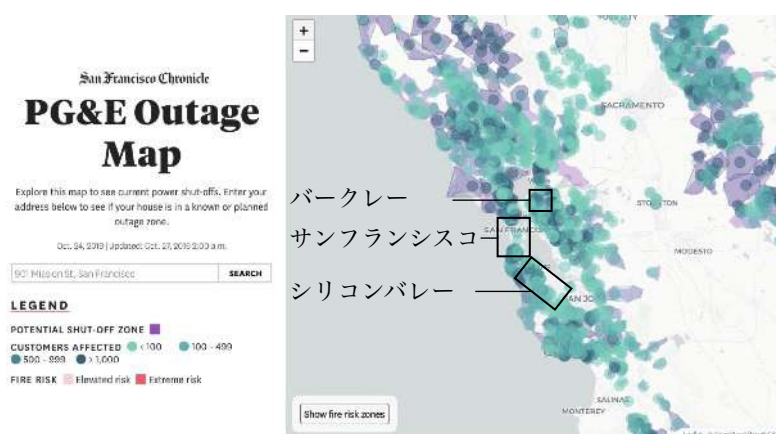 San Francisco Chronicle
PG&E Outage
Map
Explore this map to see current power shut-offs. Enter your
address below to see if your house is in a known or planned
outage zone.
Oct. 24, 2019 | Updated: Oct. 27, 2019 2:00 a.m.
901 Mission St, San Francisco
SEARCH
LEGEND
POTENTIAL SHUT-OFF ZONE
CUSTOMERS AFFECTED < 100 100 - 499
500 - 999 > 1,000
FIRE RISK Elevated risk Extreme risk
+
−
SACRAMENTO
バークレー
STOCKTON
SAN FRANCISCO
サンフランシスコ
MODESTO
シリコンバレー
SAN JO
SALINAS
MONTEREY
Show fire risk zones